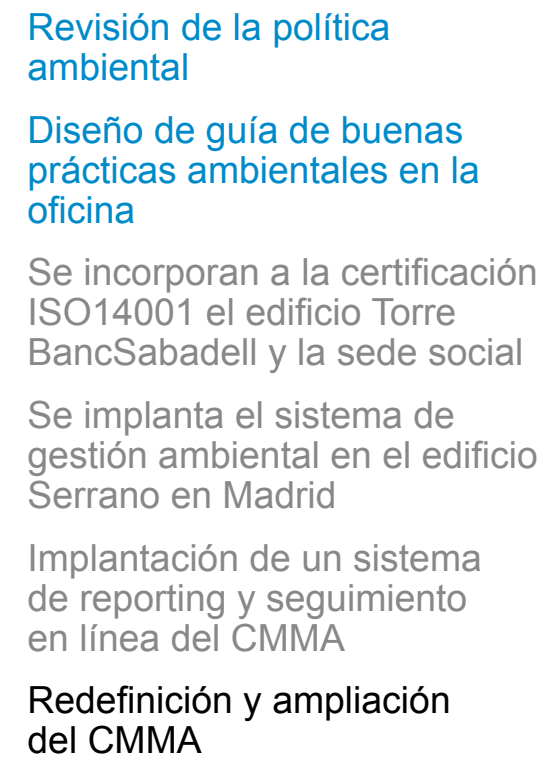 Revisión de la política
ambiental
Diseño de guía de buenas
prácticas ambientales en la
oficina
Se incorporan a la certificación
ISO14001 el edificio Torre
BancSabadell y la sede social
Se implanta el sistema de
gestión ambiental en el edificio
Serrano en Madrid
Implantación de un sistema
de reporting y seguimiento
en línea del CMMA
Redefinición y ampliación
del CMMA